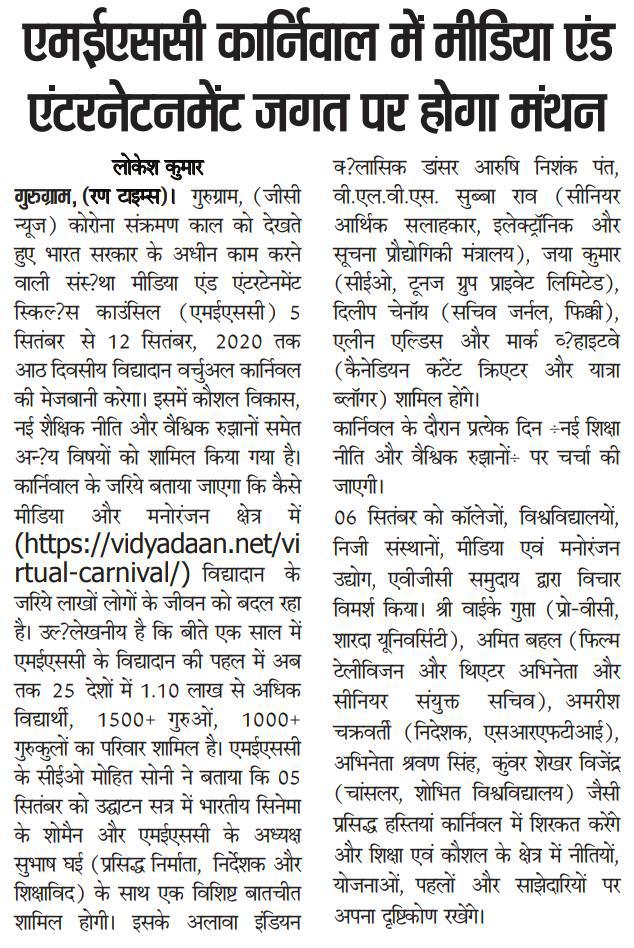 एमईएससी कार्निवाल में मीडिया एंड
एंटरनेटनमेंट जगत पर होगा मंथन
लोकेश कुमार
गुरुग्राम, (रण टाइम्स)। गुरुग्राम, (जीसी
न्यूज) कोरोना संक्रमण काल को देखते
हुए भारत सरकार के अधीन काम करने
वाली संस?था मीडिया एंड एंटरटेनमेंट
स्किल?स काउंसिल (एमईएससी) 5
सितंबर से 12 सितंबर, 2020 तक
आठ दिवसीय विद्यादान वर्चुअल कार्निवल
की मेजबानी करेगा। इसमें कौशल विकास,
नई शैक्षिक नीति और वैश्विक रुझानों समेत
अन?य विषयों को शामिल किया गया है।
कार्निवाल के जरिये बताया जाएगा कि कैसे
मीडिया और मनोरंजन क्षेत्र में
(https://vidyadaan.net/vi
rtual-carnival/) विद्यादान के
जरिये लाखों लोगों के जीवन को बदल रहा
है। उल?लेखनीय है कि बीते एक साल में
एमईएससी के विद्यादान की पहल में अब
तक 25 देशों में 1.10 लाख से अधिक
विद्यार्थी, 1500+ गुरुओं, 1000+
गुरुकुलों का परिवार शामिल है। एमईएससी
के सीईओ मोहित सोनी ने बताया कि 05
सितंबर को उद्घाटन सत्र में भारतीय सिनेमा
के शोमैन और एमईएससी के अध्यक्ष
सुभाष घई (प्रसिद्ध निर्माता, निर्देशक और
शिक्षाविद) के साथ एक विशिष्ट बातचीत
शामिल होगी। इसके अलावा इंडियन
क?लासिक डांसर आरुषि निशंक पंत,
वी.एल.वी.एस. सुब्बा राव (सीनियर
आर्थिक सलाहकार, इलेक्ट्रॉनिक और
सूचना प्रौद्योगिकी मंत्रालय), जया कुमार
(सीईओ, टूनज ग्रुप प्राइवेट लिमिटेड),
दिलीप चेनॉय (सचिव जर्नल, फिक्की),
एलीन एल्डिस और मार्क व?हाइटवे
(कैनेडियन कंटेंट क्रिएटर और यात्रा
ब्लॉगर) शामिल होंगे।
कार्निवाल के दौरान प्रत्येक दिन ÷नई शिक्षा
नीति और वैश्विक रुझानों÷ पर चर्चा की
जाएगी।
06 सितंबर को कॉलेजों, विश्वविद्यालयों,
निजी संस्थानों, मीडिया एवं मनोरंजन
उद्योग, एवीजीसी समुदाय द्वारा विचार
विमर्श किया। श्री वाईके गुप्ता (प्रो-वीसी,
शारदा यूनिवर्सिटी), अमित बहल (फिल्म
टेलीविजन और थिएटर अभिनेता और
सीनियर संयुक्त सचिव), अमरीश
चक्रवर्ती (निदेशक, एसआरएफटीआई),
अभिनेता श्रवण सिंह, कुंवर शेखर विजेंद्र
(चांसलर, शोभित विश्वविद्यालय) जैसी
प्रसिद्ध हस्तियां कार्निवल में शिरकत करेंगे
और शिक्षा एवं कौशल के क्षेत्र में नीतियों,
योजनाओं, पहलों और साझेदारियों पर
अपना दृष्टिकोण रखेंगे।